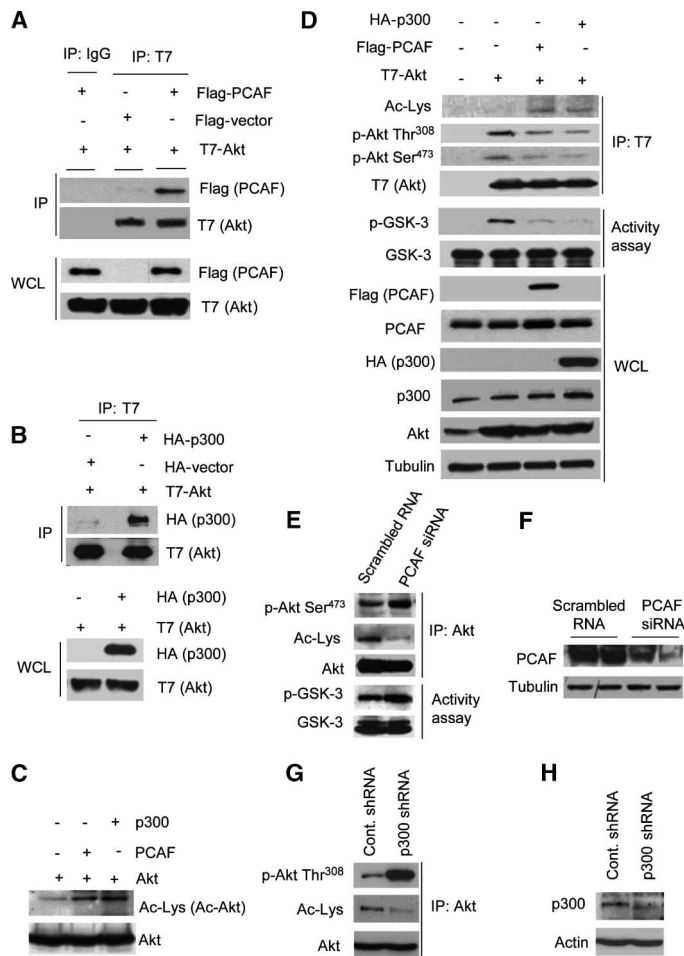 A
IP: IgG IP: T7
+ - + Flag-PCAF
- + - Flag-vector
+ + + T7-Akt
IP
Flag (PCAF)
T7 (Akt)
WCL
Flag (PCAF)
T7 (Akt)
B
IP: T7
- + HA-p300
+ - HA-vector
+ + T7-Akt
IP
HA (p300)
T7 (Akt)
- + HA (p300)
+ + T7 (Akt)
WCL
HA (p300)
T7 (Akt)
C
- - + p300
- + - PCAF
+ + + Akt
Ac-Lys (Ac-Akt)
Akt
D
HA-p300 - - - +
Flag-PCAF - - + -
T7-Akt - + + +
Ac-Lys
p-Akt Thr308
p-Akt Ser473
T7 (Akt)
IP: T7
p-GSK-3
GSK-3
Activity
assay
Flag (PCAF)
PCAF
HA (p300)
p300
Akt
Tubulin
WCL
E
Scrambled RNA
PCAF siRNA
p-Akt Ser473
Ac-Lys
Akt
IP: Akt
p-GSK-3
GSK-3
Activity
assay
F
Scrambled PCAF
RNA siRNA
PCAF
Tubulin
G
Cont. shRNA
p300 shRNA
p-Akt Thr308
Ac-Lys
Akt
IP: Akt
H
Cont. shRNA
p300 shRNA
p300
Actin